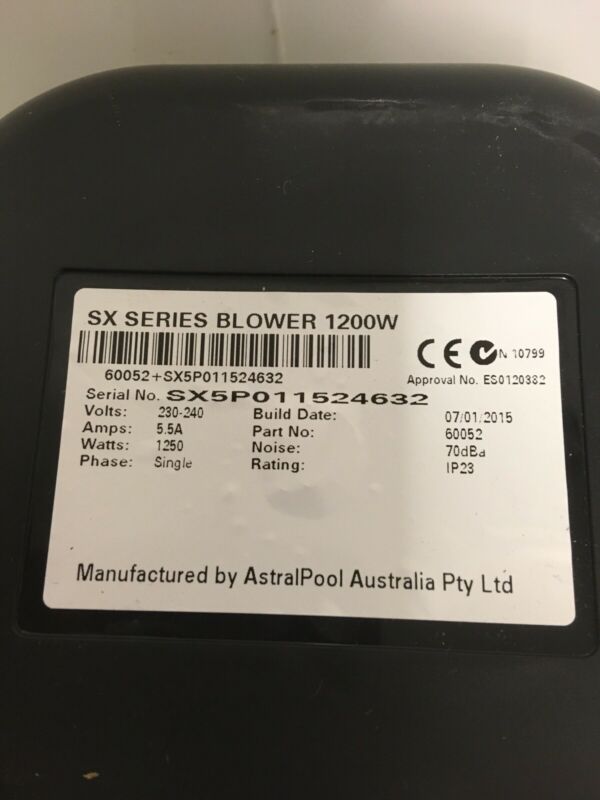 SX SERIES BLOWER 1200W
CE N 10799
60052+SX5P011524632
Approval No. ES0120382
Serial No. SX5P011524632
Volts: 230-240 Build Date: 07/01/2015
Amps: 5.5A Part No: 60052
Watts: 1250 Noise: 70dBa
Phase: Single Rating: IP23
Manufactured by AstralPool Australia Pty Ltd